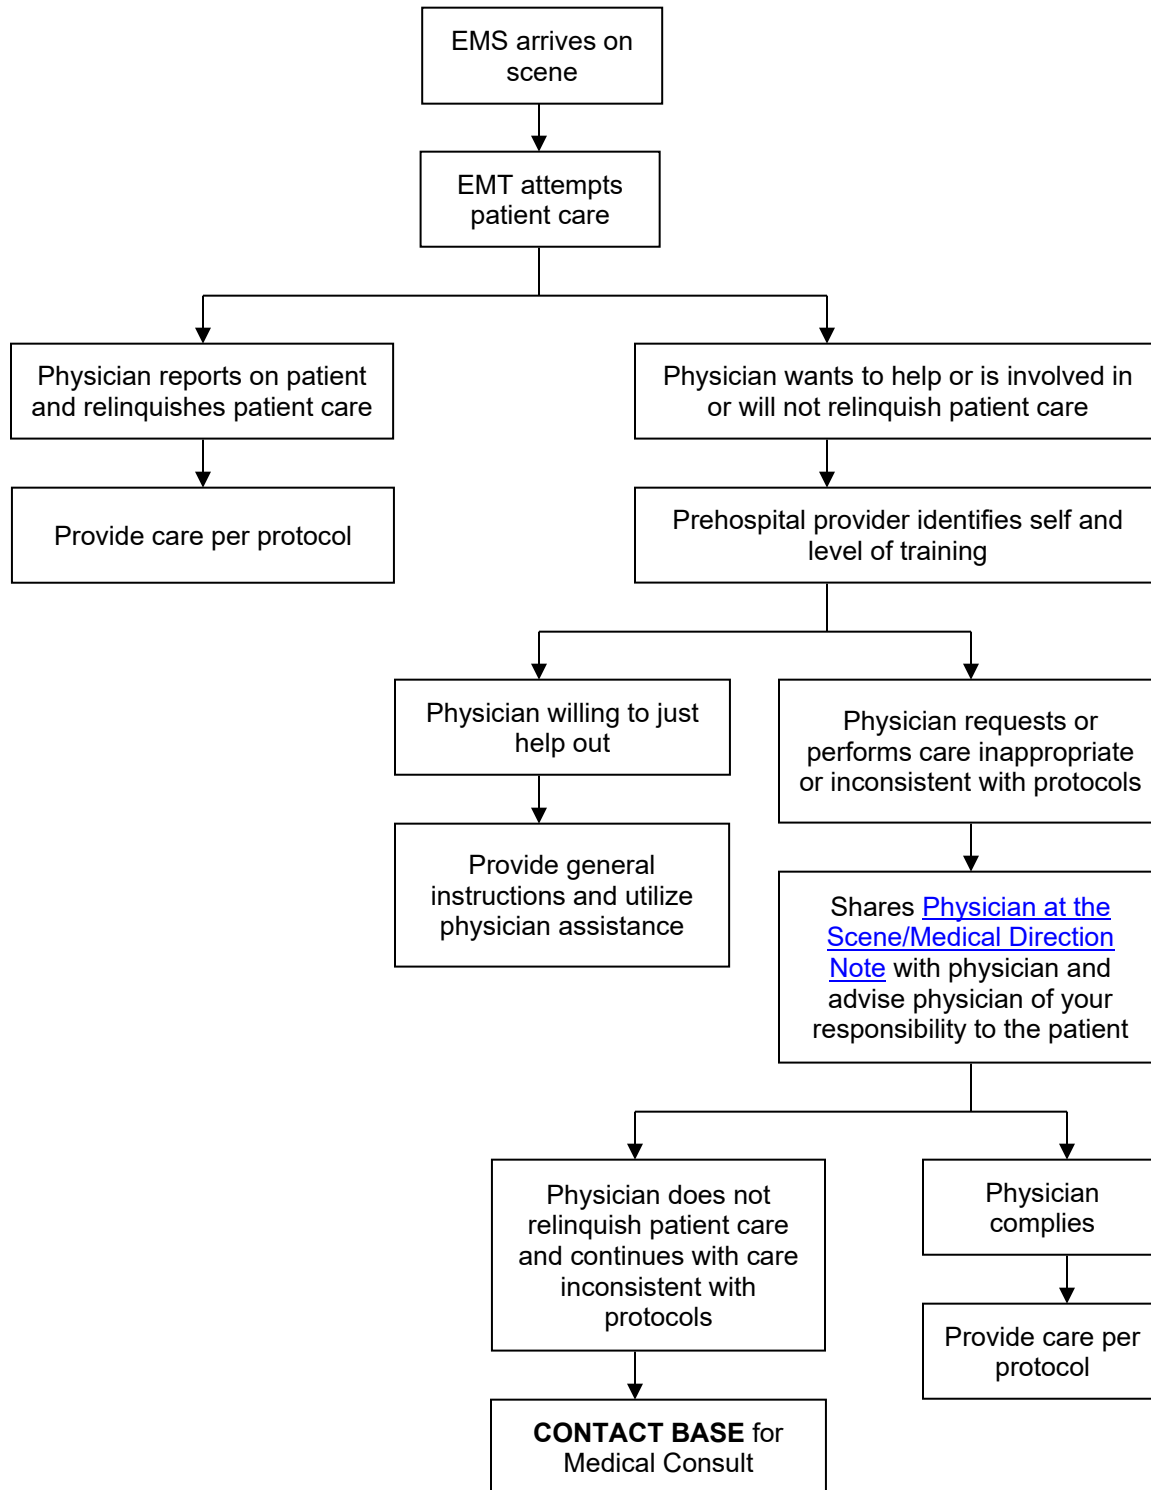 EMS arrives on
scene
EMT attempts
patient care
Physician reports on patient
and relinquishes patient care
Physician wants to help or is involved in
or will not relinquish patient care
Provide care per protocol
Prehospital provider identifies self and
level of training
Physician willing to just
help out
Physician requests or
performs care inappropriate
or inconsistent with protocols
Provide general
instructions and utilize
physician assistance
Shares Physician at the
Scene/Medical Direction
Note with physician and
advise physician of your
responsibility to the patient
Physician does not
relinquish patient care
and continues with care
inconsistent with
protocols
Physician
complies
Provide care per
protocol
CONTACT BASE for
Medical Consult